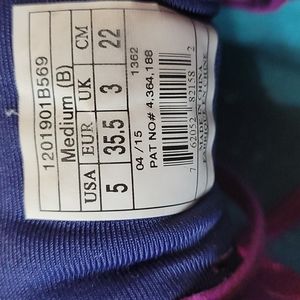 1201901B569
Medium (B)
USA EUR UK CM
5 35.5 3 22
04/15 1362
PAT NO# 4,364,188
7 62052 82158 2